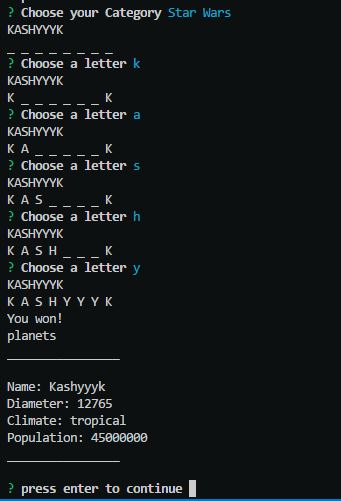 ? Choose your Category Star Wars
KASHYYYK
_ _ _ _ _ _ _ _
? Choose a letter k
KASHYYYK
K _ _ _ _ _ _ K
? Choose a letter a
KASHYYYK
K A _ _ _ _ _ K
? Choose a letter s
KASHYYYK
K A S _ _ _ _ K
? Choose a letter h
KASHYYYK
K A S H _ _ _ K
? Choose a letter y
KASHYYYK
K A S H Y Y Y K
You won!
planets
________________
Name: Kashyyyk
Diameter: 12765
Climate: tropical
Population: 45000000
________________
? press enter to continue